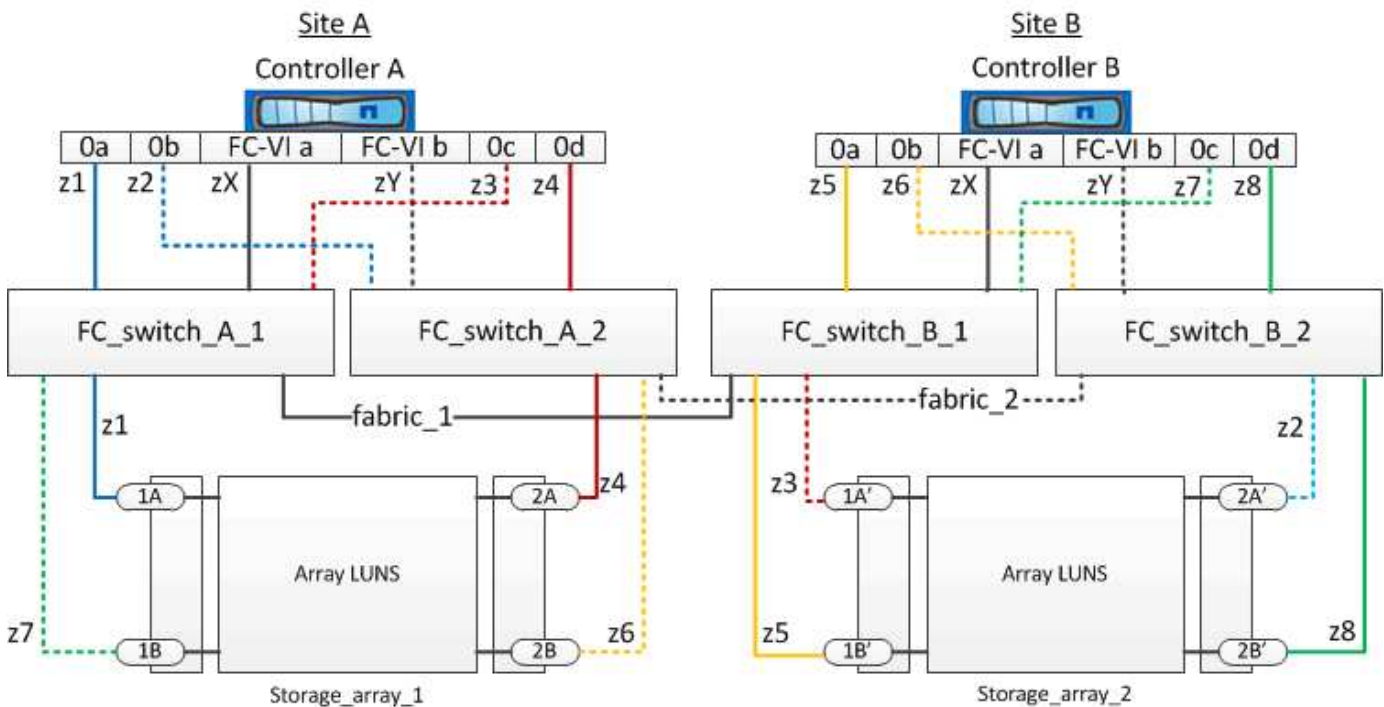 Site A
Site B
Controller A
Controller B
0a 0b FC-VI a FC-VI b 0c 0d
0a 0b FC-VI a FC-VI b 0c 0d
z1 z2 zX zY z3 z4
z5 z6 zX zY z7 z8
FC_switch_A_1
FC_switch_A_2
FC_switch_B_1
FC_switch_B_2
fabric_1
fabric_2
z1
z4
z3
z2
1A
2A
1A’
2A’
Array LUNS
Array LUNS
z7
z6
z5
z8
1B
2B
1B’
2B’
Storage_array_1
Storage_array_2